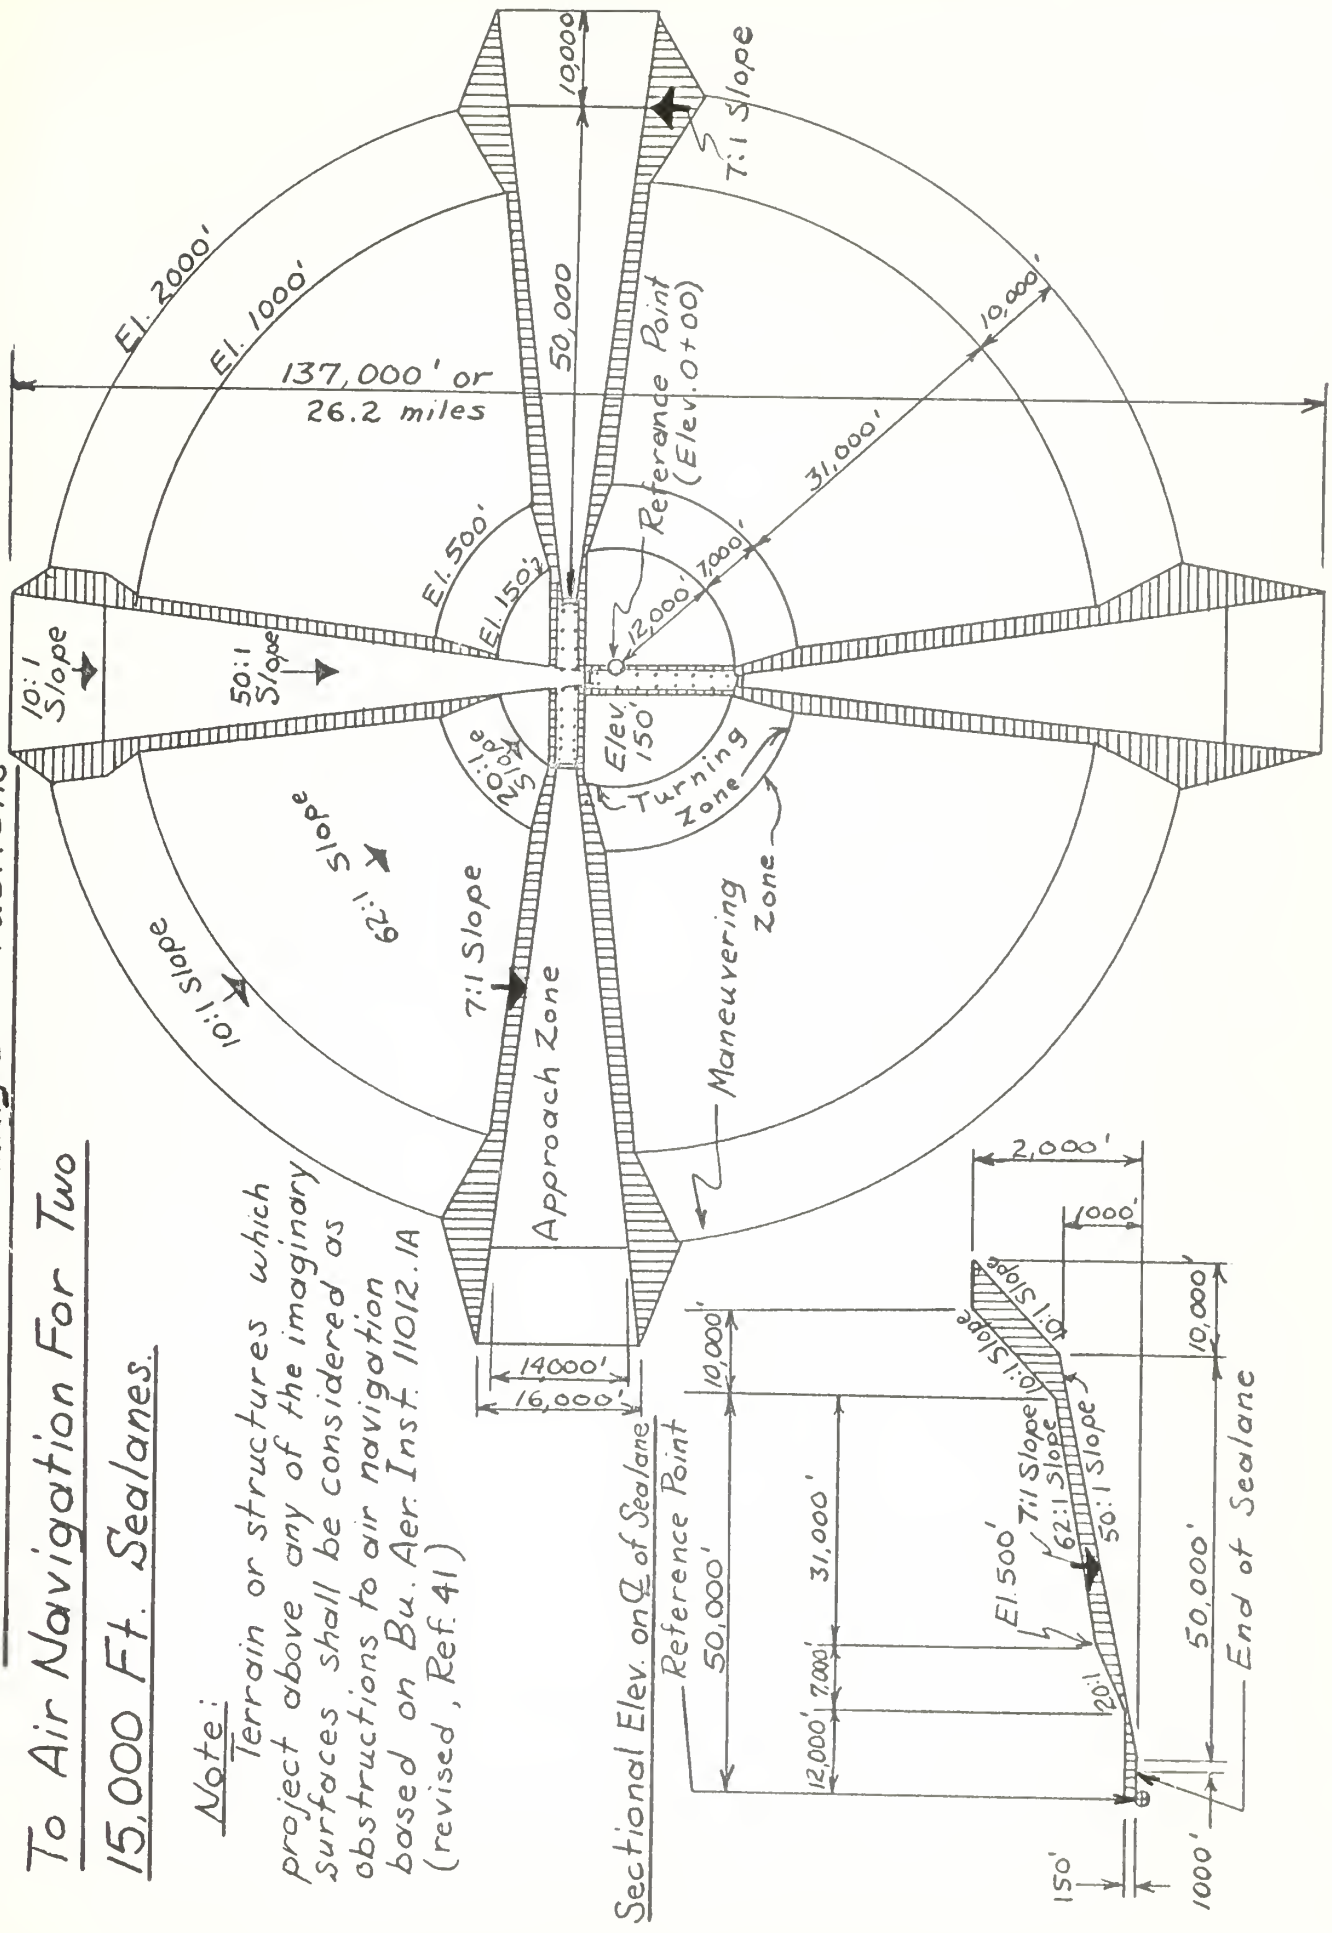 To Air Navigation For Two
15,000 Ft. Sealanes.
Note:
Terrain or structures which
project above any of the imaginary
surfaces shall be considered as
obstructions to air navigation
based on Bu. Aer. Inst. 11012.1A
(revised, Ref. 41)
10:1
Slope
50:1
Slope
El. 2000'
El. 1000'
137,000' or
26.2 miles
10,000
50,000
7:1 Slope
El. 500'
El. 150'
Referance Point
(Elev. 0+00)
12,000'
7,000'
31,000'
10,000'
20:1
Slope
Elev.
150'
Turning
Zone
62:1 Slope
10:1 Slope
7:1 Slope
Approach Zone
Maneuvering
Zone
14000'
16,000'
Sectional Elev. on ℄ of Sealane
Reference Point
50,000'
10,000'
12,000'
7,000'
31,000'
El. 500'
20:1
7:1 Slope
62:1 Slope
50:1 Slope
10:1 Slope
10:1 Slope
2,000'
1000'
150'
1000'
50,000'
10,000'
End of Sealane